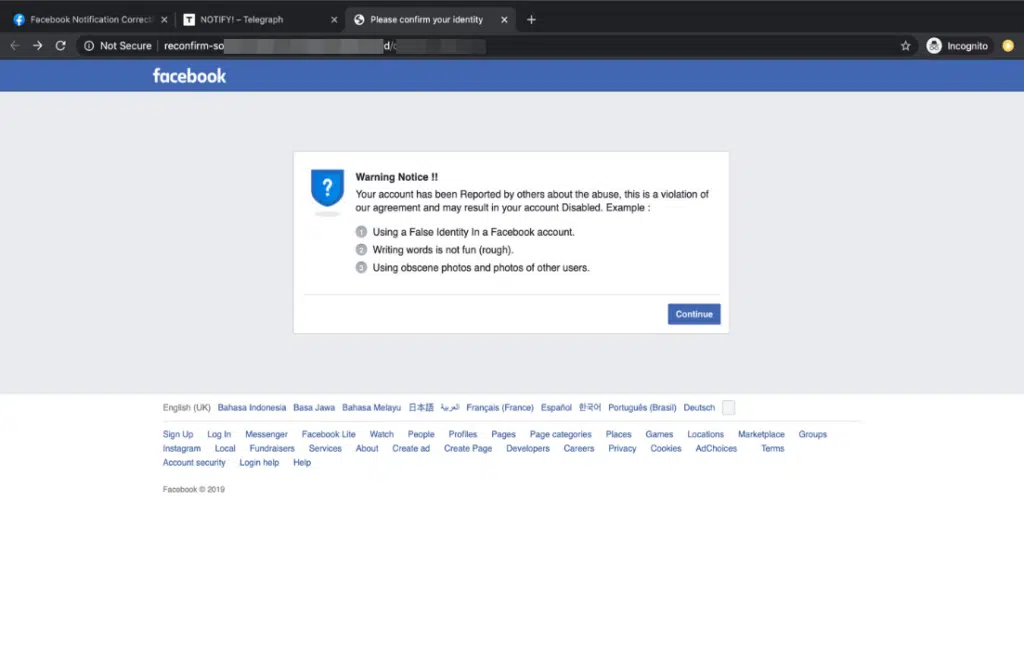 Facebook Notification Correcti
T NOTIFY! – Telegraph
Please confirm your identity
Not Secure reconfirm-so d/
Incognito
facebook
Warning Notice !!
Your account has been Reported by others about the abuse, this is a violation of
our agreement and may result in your account Disabled. Example :
1 Using a False Identity In a Facebook account.
2 Writing words is not fun (rough).
3 Using obscene photos and photos of other users.
Continue
English (UK) Bahasa Indonesia Basa Jawa Bahasa Melayu 日本語 العربية Français (France) Español 한국어 Português (Brasil) Deutsch
Sign Up Log In Messenger Facebook Lite Watch People Profiles Pages Page categories Places Games Locations Marketplace Groups
Instagram Local Fundraisers Services About Create ad Create Page Developers Careers Privacy Cookies AdChoices Terms
Account security Login help Help
Facebook © 2019